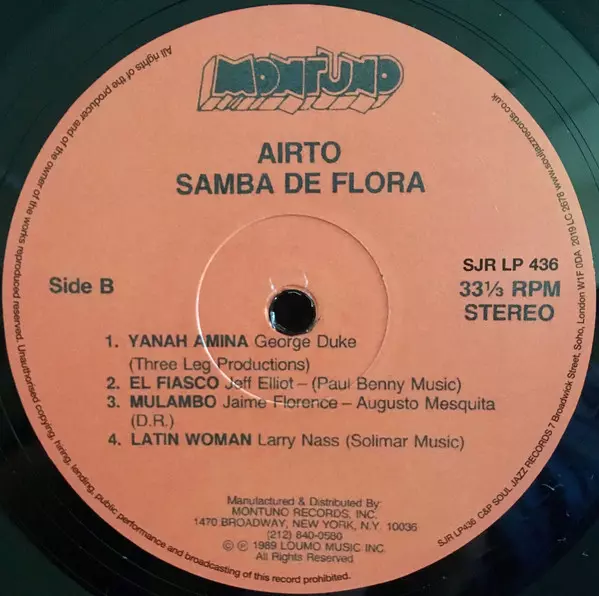 MONTUNO
AIRTO
SAMBA DE FLORA
Side B
SJR LP 436
33⅓ RPM
STEREO
1. YANAH AMINA George Duke
(Three Leg Productions)
2. EL FIASCO Jeff Elliot – (Paul Benny Music)
3. MULAMBO Jaime Florence – Augusto Mesquita
(D.R.)
4. LATIN WOMAN Larry Nass (Solimar Music)
Manufactured & Distributed By:
MONTUNO RECORDS, INC.
1470 BROADWAY, NEW YORK, N.Y. 10036
(212) 840-0580
© ℗ 1989 LOUMO MUSIC INC.
All Rights Reserved
All rights of the producer and of the owner of the works reproduced reserved. Unauthorised copying, hiring, lending, public performance and broadcasting of this record prohibited.
SJR LP436 C&P SOUL JAZZ RECORDS 7 Broadwick Street, Soho, London W1F 0DA 2019 LC 2678 www.souljazzrecords.co.uk